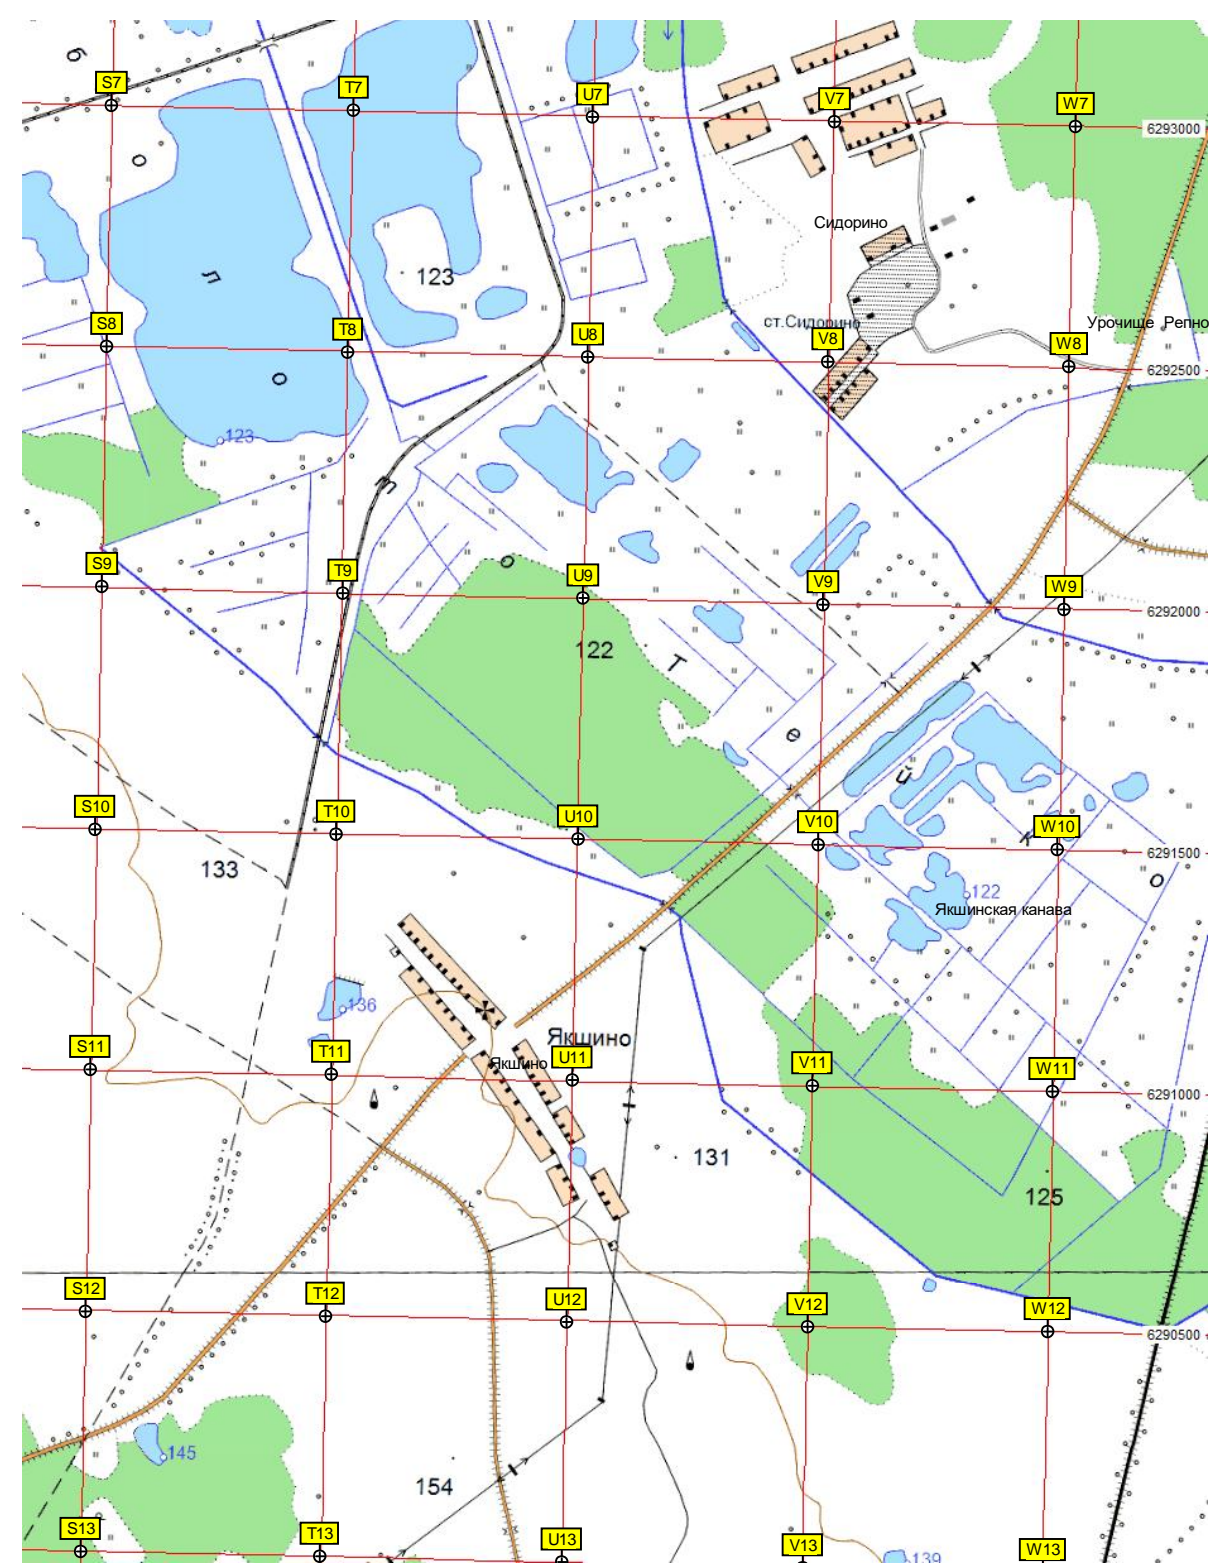 б о л о т о Т е й к о
S7 T7 U7 V7 W7
6293000
123
Сидорино
ст.Сидорино
Урочище Репно
S8 T8 U8 V8 W8
6292500
123
S9 T9 U9 V9 W9
6292000
122
S10 T10 U10 V10 W10
6291500
133
122
Якшинская канава
136
Якшино
Якшино
S11 T11 U11 V11 W11
6291000
131
125
S12 T12 U12 V12 W12
6290500
145
154
S13 T13 U13 V13 W13
139